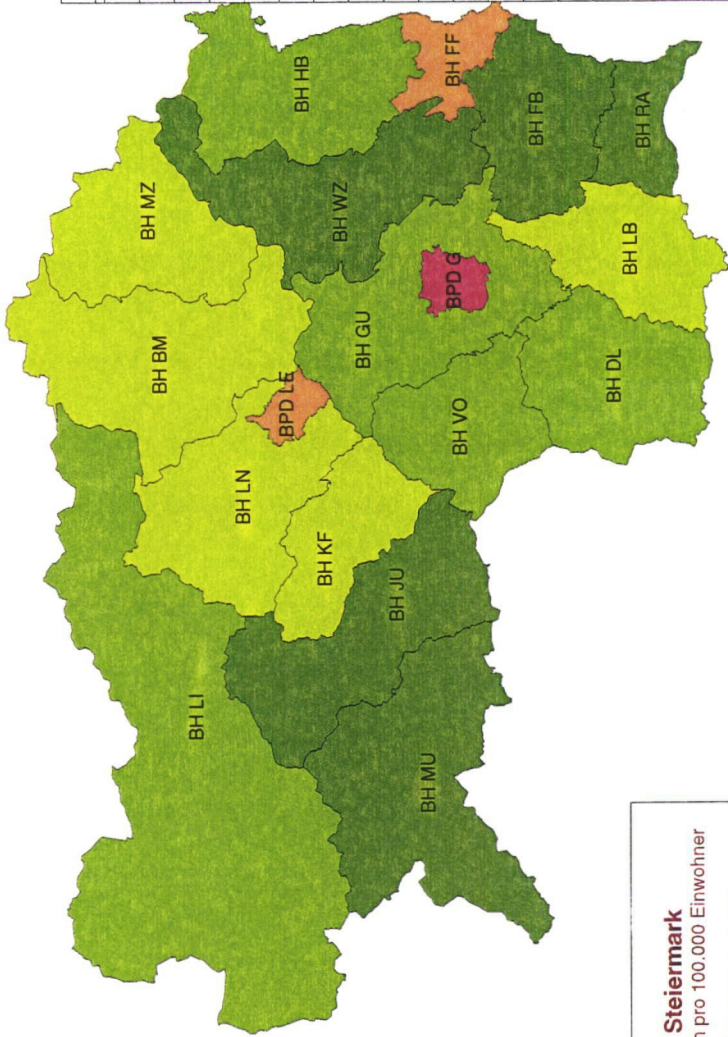 BH MZ
BH BM
BH LI
BH LN
BPD LE
BH HB
BH KF
BH WZ
BH GU
BH JU
BH MU
BH FF
BPD G
BH VO
BH FB
BH DL
BH LB
BH RA
Steiermark
pro 100.000 Einwohner